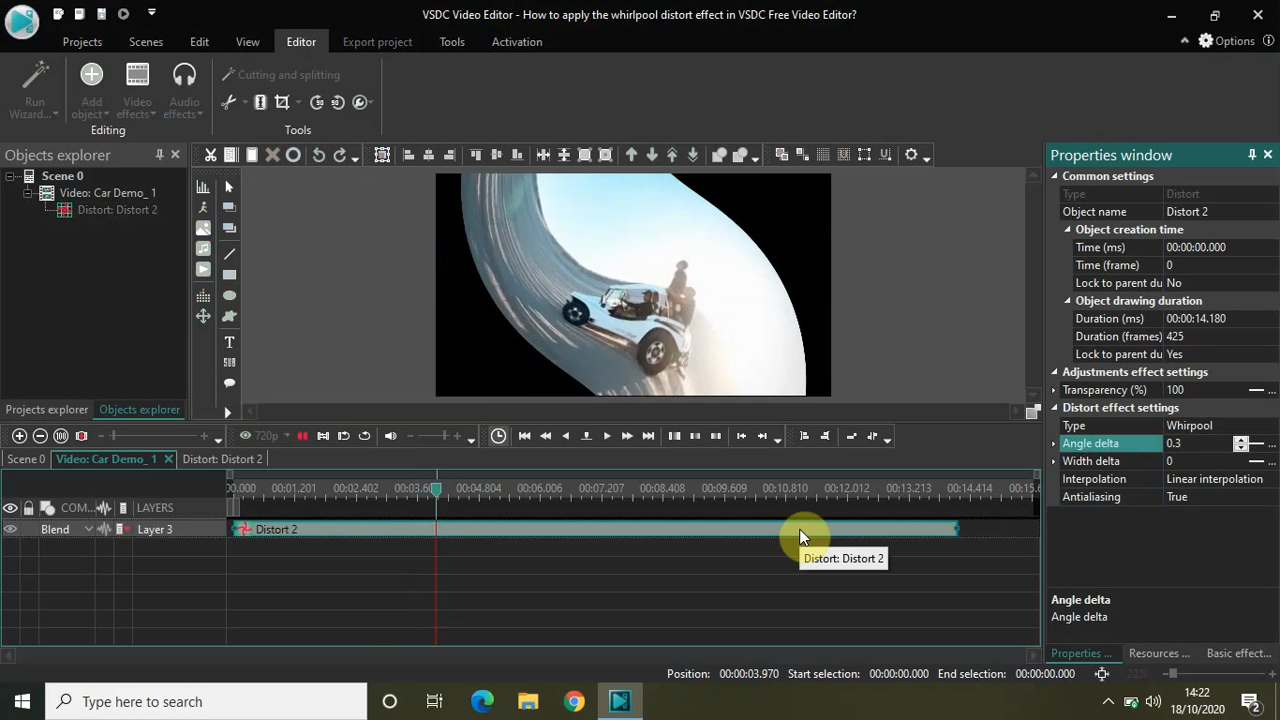 VSDC Video Editor - How to apply the whirlpool distort effect in VSDC Free Video Editor?
Projects Scenes Edit View Editor Export project Tools Activation Options
Run Wizard... Add object Video effects Audio effects
Cutting and splitting
Editing Tools
Objects explorer
Scene 0
Video: Car Demo_ 1
Distort: Distort 2
Projects explorer Objects explorer
Properties window
Common settings
Type Distort
Object name Distort 2
Object creation time
Time (ms) 00:00:00.000
Time (frame) 0
Lock to parent du No
Object drawing duration
Duration (ms) 00:00:14.180
Duration (frames) 425
Lock to parent du Yes
Adjustments effect settings
Transparency (%) 100
Distort effect settings
Type Whirpool
Angle delta 0.3
Width delta 0
Interpolation Linear interpolation
Antialiasing True
Angle delta
Angle delta
Properties ... Resources ... Basic effect...
720p
Scene 0 Video: Car Demo_ 1 Distort: Distort 2
0.000 00:01.201 00:02.402 00:03.60 00:04.804 00:06.006 00:07.207 00:08.408 00:09.609 00:10.810 00:12.012 00:13.213 00:14.414 00:15.6
COM... LAYERS
Blend Layer 3 Distort 2
Distort: Distort 2
Position: 00:00:03.970 Start selection: 00:00:00.000 End selection: 00:00:00.000
Type here to search
14:22
18/10/2020
2